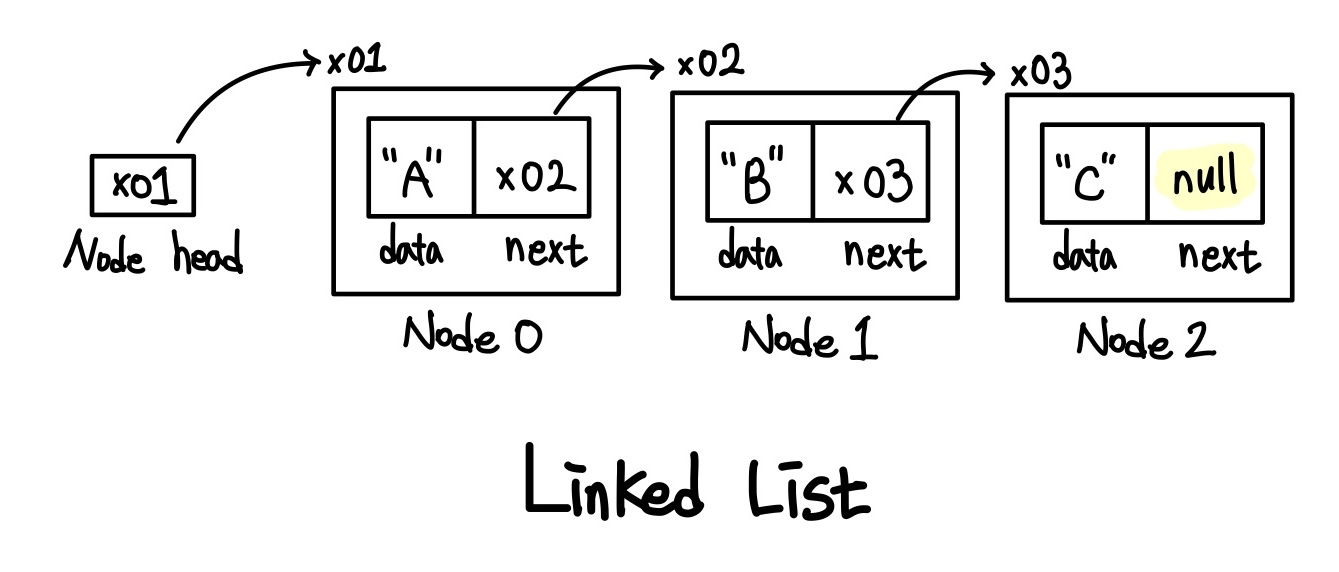 x01 x02 x03
x01 "A" x02 "B" x03 "C" null
Node head data next data next data next
Node 0 Node 1 Node 2
Linked List